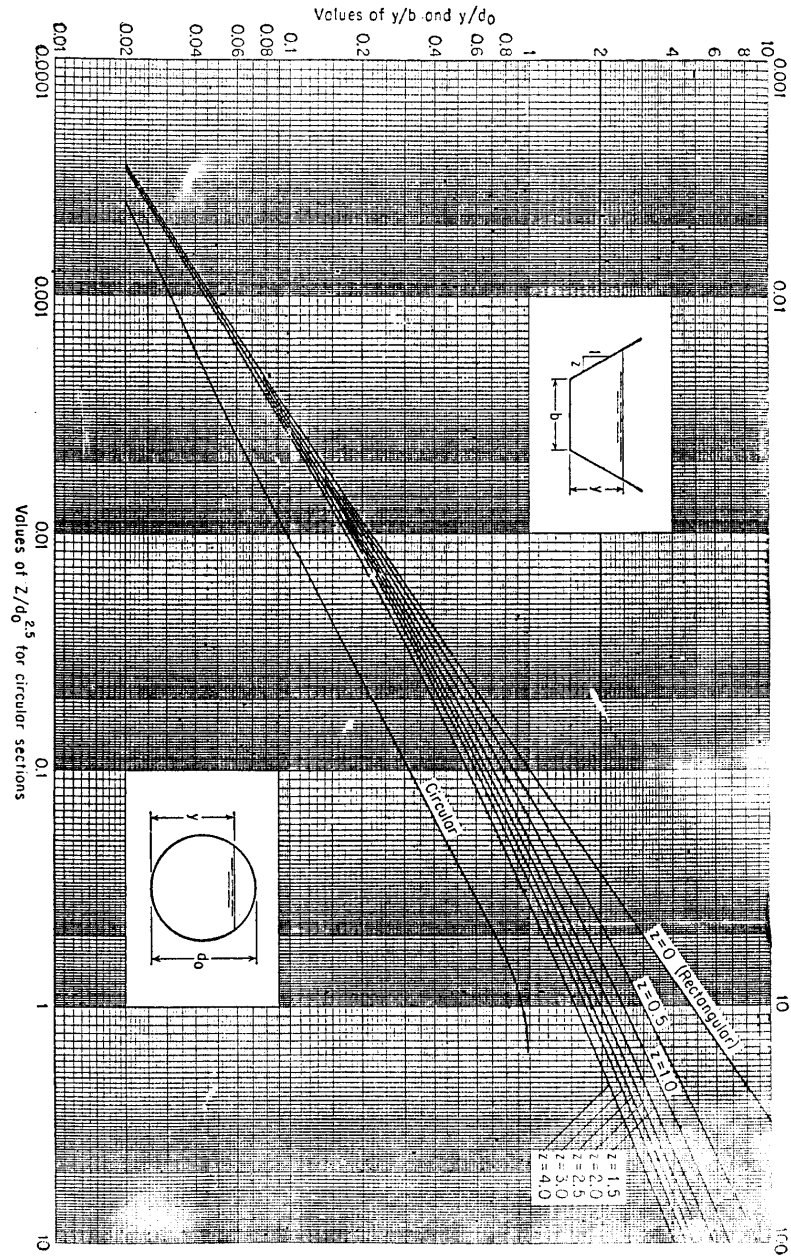 Values of y/b and y/d₀
0.01
0.02
0.04
0.06
0.08
0.1
0.2
0.4
0.6
0.8
1
2
4
6
8
10
0.001
0.01
10
100
1
z
b
y
Circular
z = 0 (Rectangular)
z = 0.5
z = 1.0
z = 1.5
z = 2.0
z = 2.5
z = 3.0
z = 4.0
y
d₀
0.0001
0.001
0.01
0.1
1
10
Values of Z/d₀^2.5 for circular sections